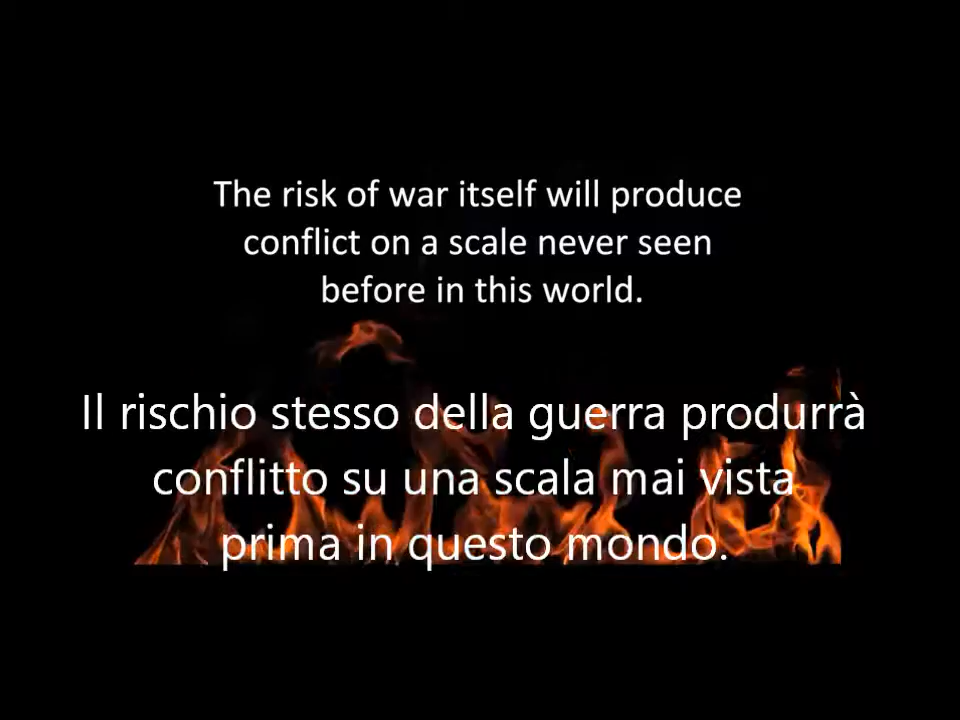 The risk of war itself will produce
conflict on a scale never seen
before in this world.
Il rischio stesso della guerra produrrà
conflitto su una scala mai vista
prima in questo mondo.